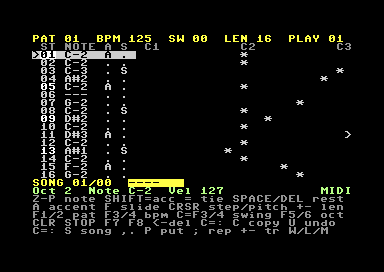 PAT 01 BPM 125 SW 00 LEN 16 PLAY 01
ST NOTE A S C1 C2 C3
>01 C-2 A . *
02 C-2 . . *
03 C-3 . S *
04 A#2 . . *
05 C-2 A . *
06 --- . .
07 G-2 . . *
08 C-2 . S *
09 D#2 . . *
10 C-2 . . *
11 D#3 A . >
12 C-2 . . *
13 A#1 . S *
14 C-2 . . *
15 F-2 A . *
16 G-2 . . *
SONG 01/00 ----
Oct 2 Note C-2 Vel 127 MIDI
Z-P note SHIFT=acc = tie SPACE/DEL rest
A accent F slide CRSR step/pitch +- len
F1/2 pat F3/4 bpm C=F3/4 swing F5/6 oct
CLR STOP F7 F8 <-del C=: C copy U undo
C=: S song ,. P put ; rep +- tr W/L/M